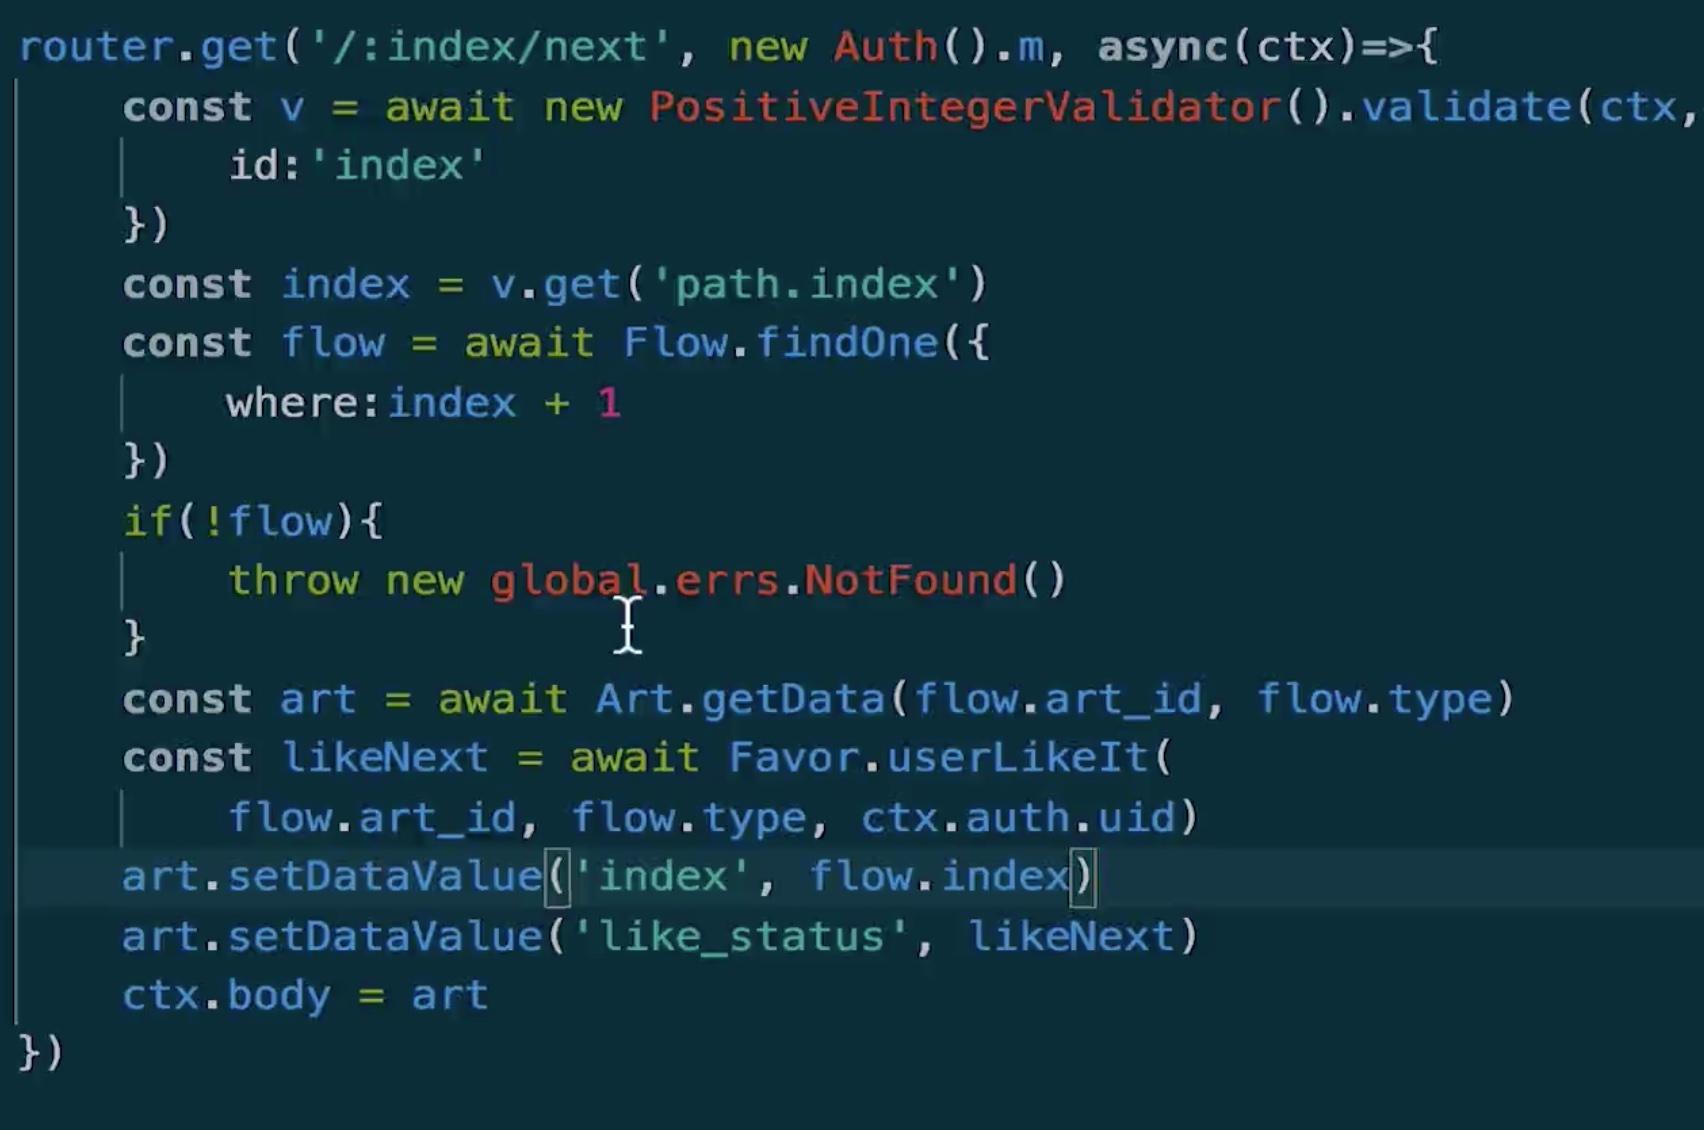 router.get('/:index/next', new Auth().m, async(ctx)=>{
    const v = await new PositiveIntegerValidator().validate(ctx,
        id:'index'
    })
    const index = v.get('path.index')
    const flow = await Flow.findOne({
        where:index + 1
    })
    if(!flow){
        throw new global.errs.NotFound()
    }
    const art = await Art.getData(flow.art_id, flow.type)
    const likeNext = await Favor.userLikeIt(
        flow.art_id, flow.type, ctx.auth.uid)
    art.setDataValue('index', flow.index)
    art.setDataValue('like_status', likeNext)
    ctx.body = art
})